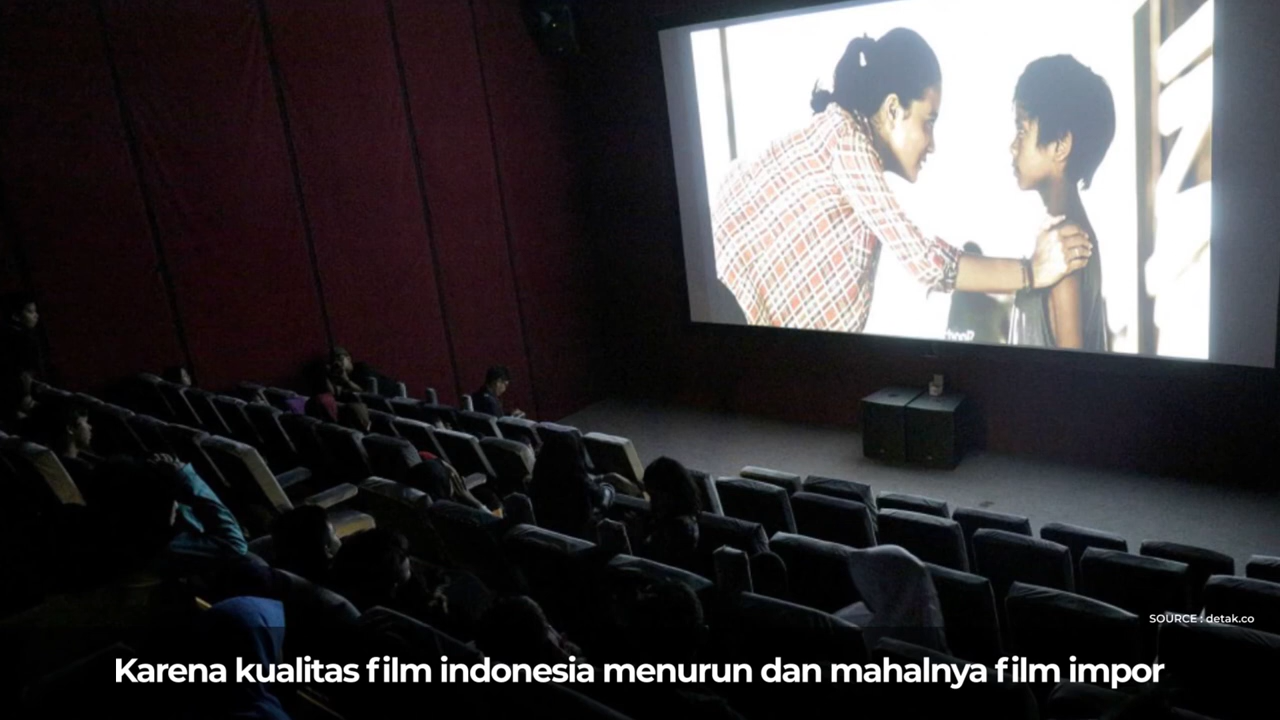 SOURCE : detak.co
Karena kualitas film indonesia menurun dan mahalnya film impor